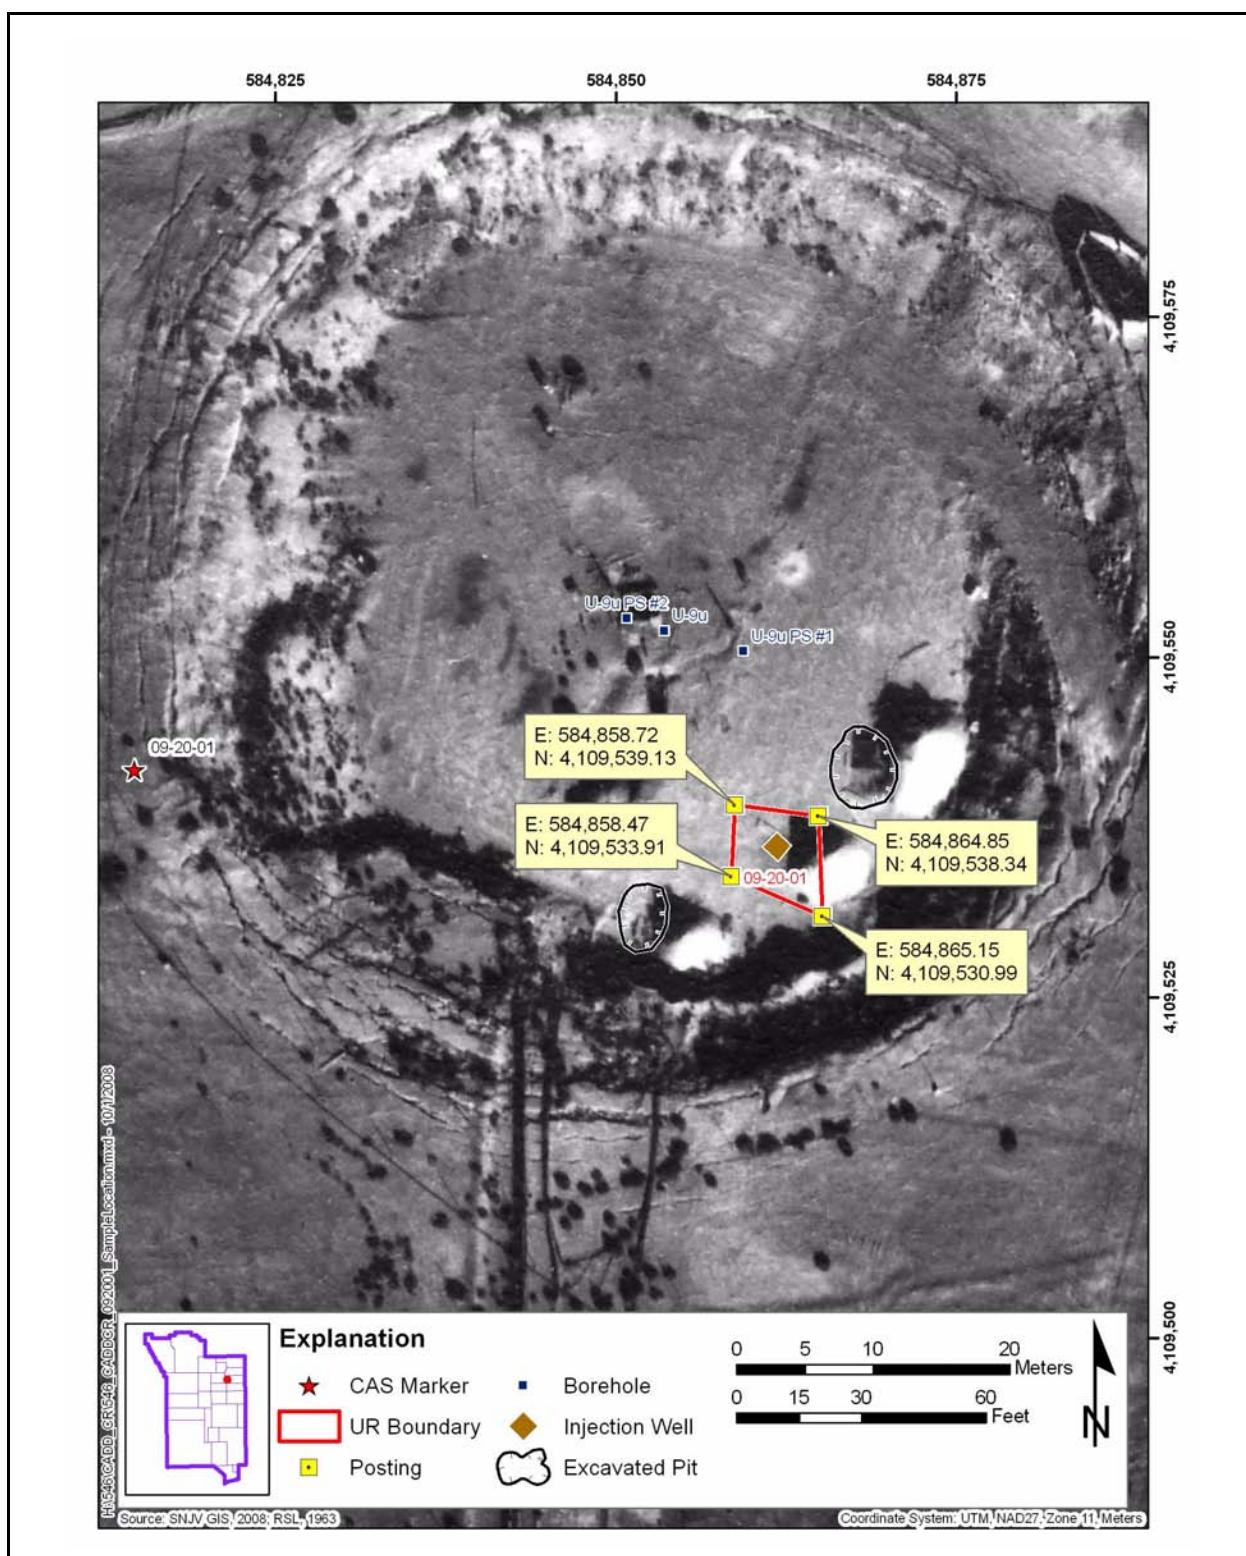 584,825
584,850
584,875
4,109,575
U-9u PS #2
U-9u
U-9u PS #1
4,109,550
E: 584,858.72
N: 4,109,539.13
09-20-01
E: 584,858.47
N: 4,109,533.91
E: 584,864.85
N: 4,109,538.34
09-20-01
E: 584,865.15
N: 4,109,530.99
4,109,525
4,109,500
H:\546\CADD_CR\546_CADDCR_092001_SampleLocation.mxd - 10/1/2008
Explanation
CAS Marker
UR Boundary
Posting
Borehole
Injection Well
Excavated Pit
0 5 10 20
Meters
0 15 30 60
Feet
N
Source: SNJV GIS, 2008; RSL, 1963
Coordinate System: UTM, NAD27, Zone 11, Meters